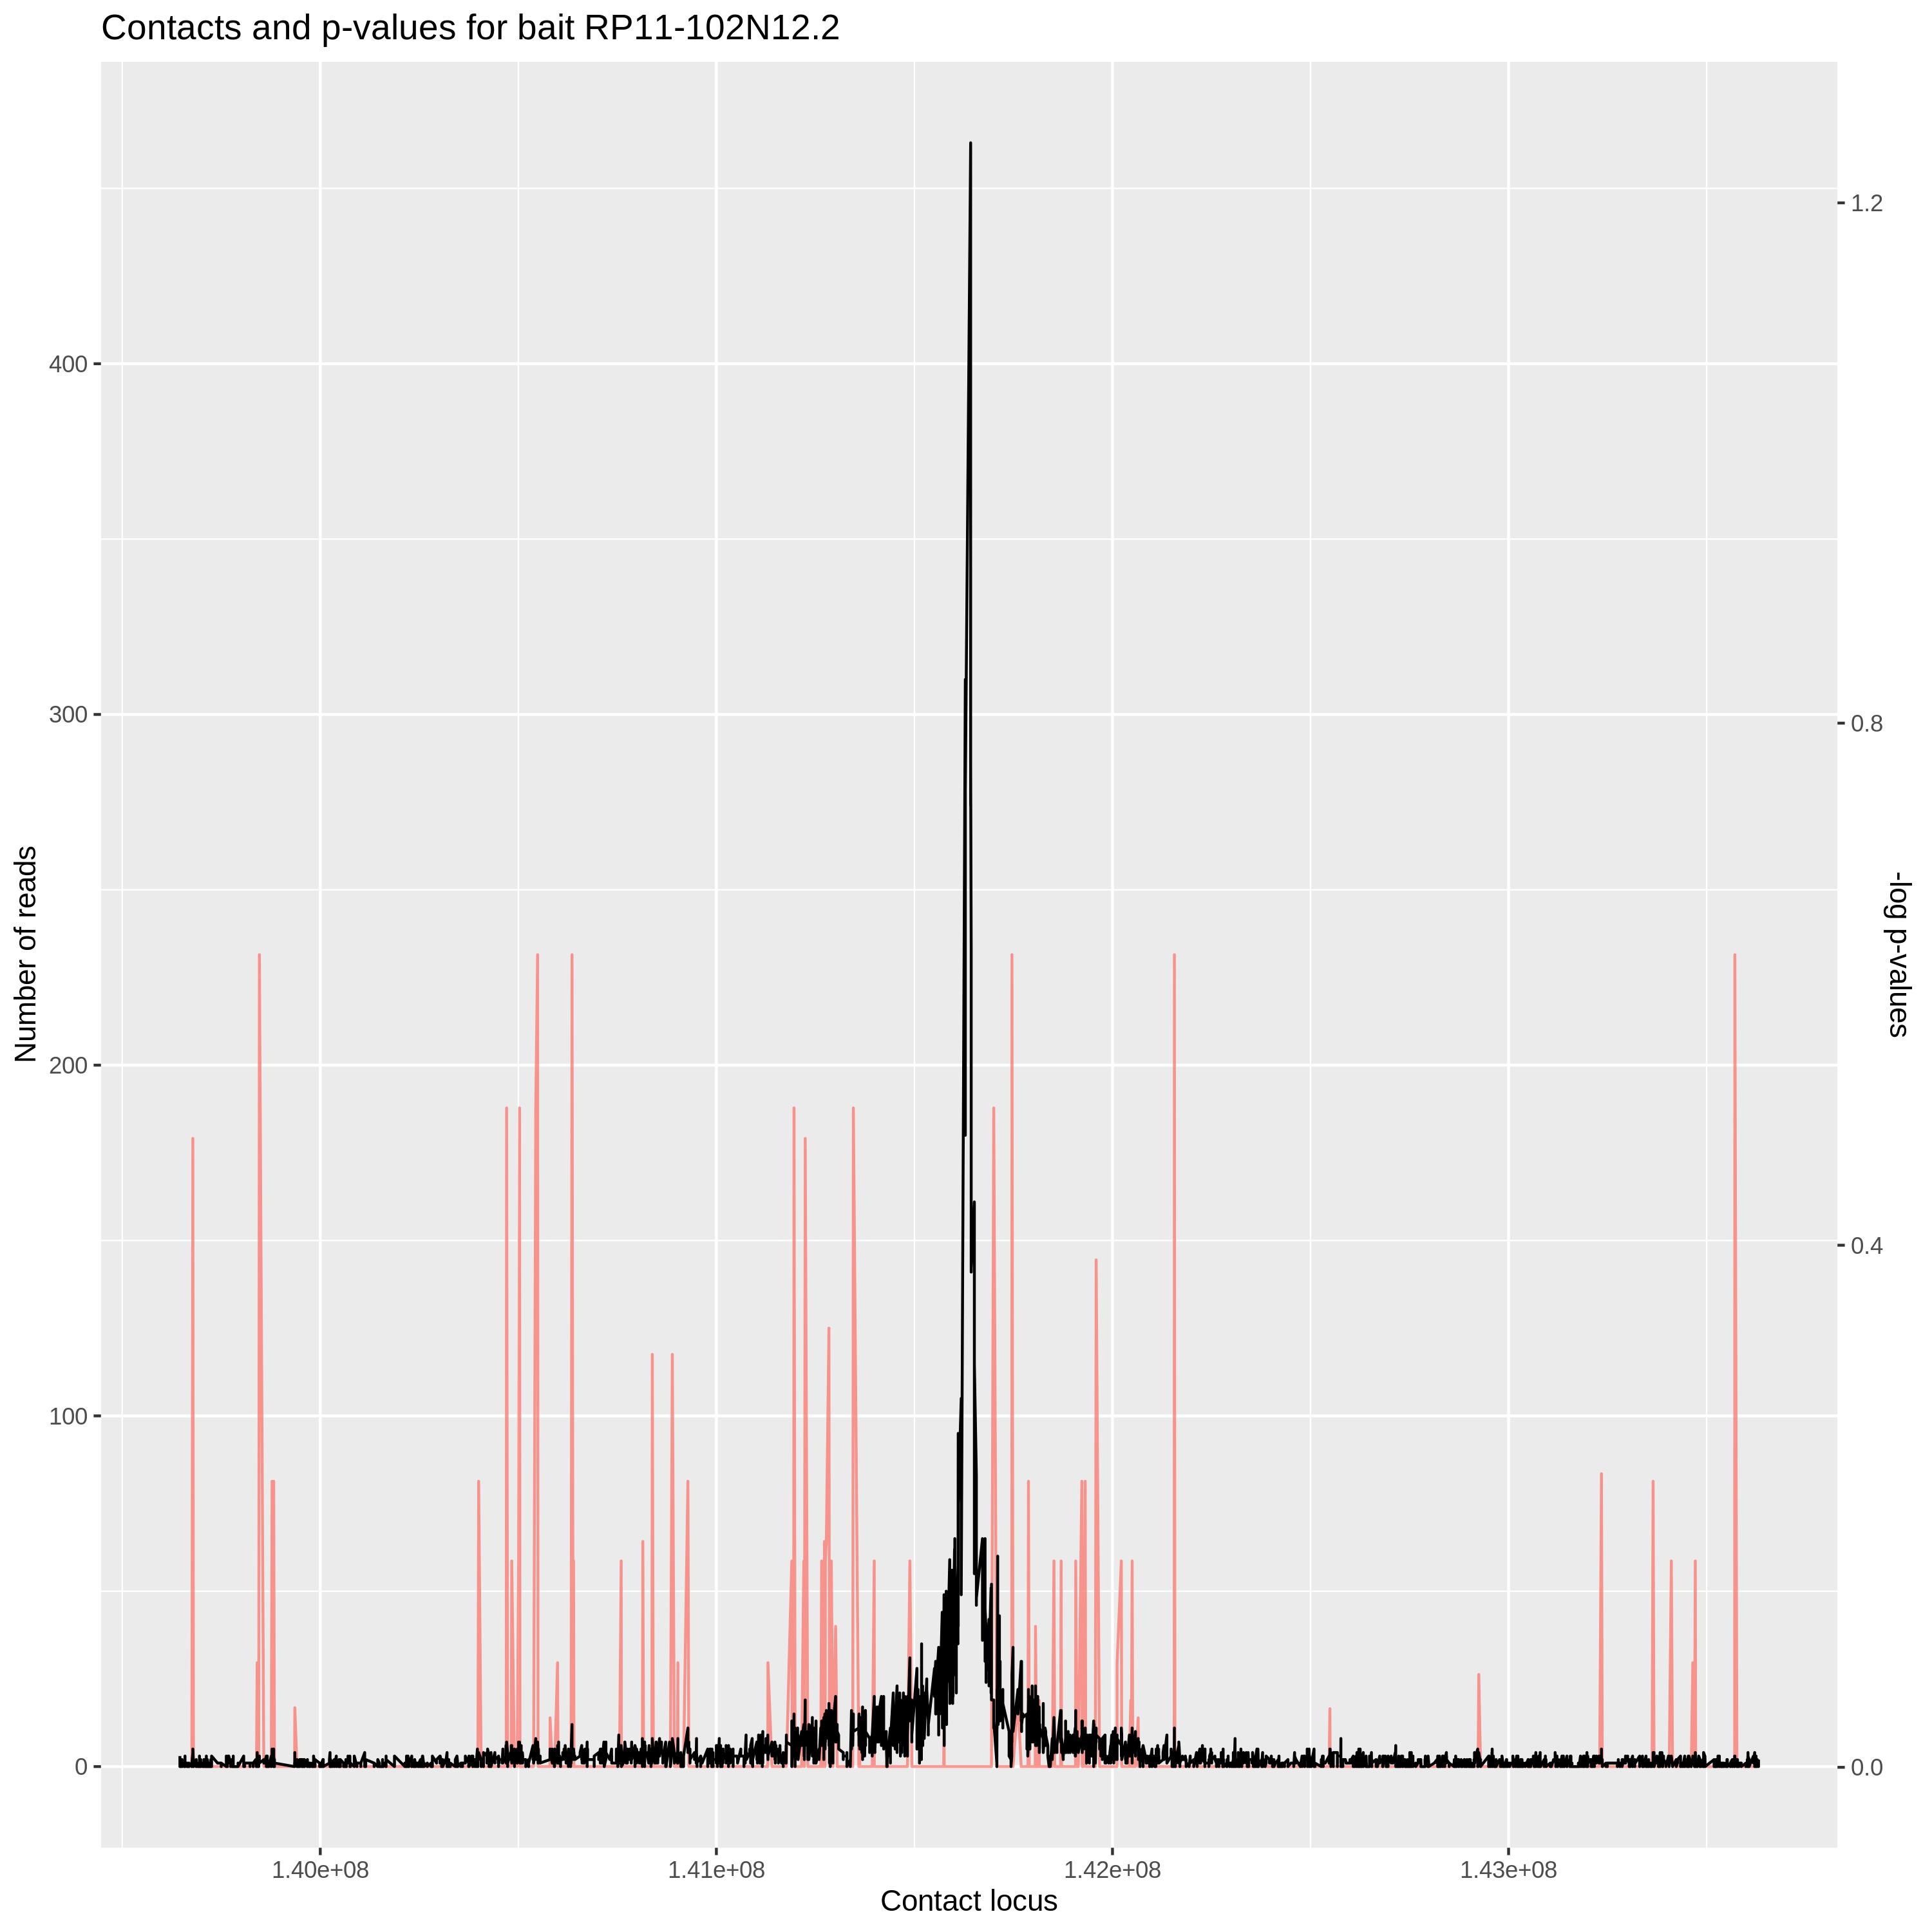 Contacts and p-values for bait RP11-102N12.2
Number of reads
400
300
200
100
0
1.2
0.8
0.4
0.0
-log p-values
1.40e+08
1.41e+08
1.42e+08
1.43e+08
Contact locus